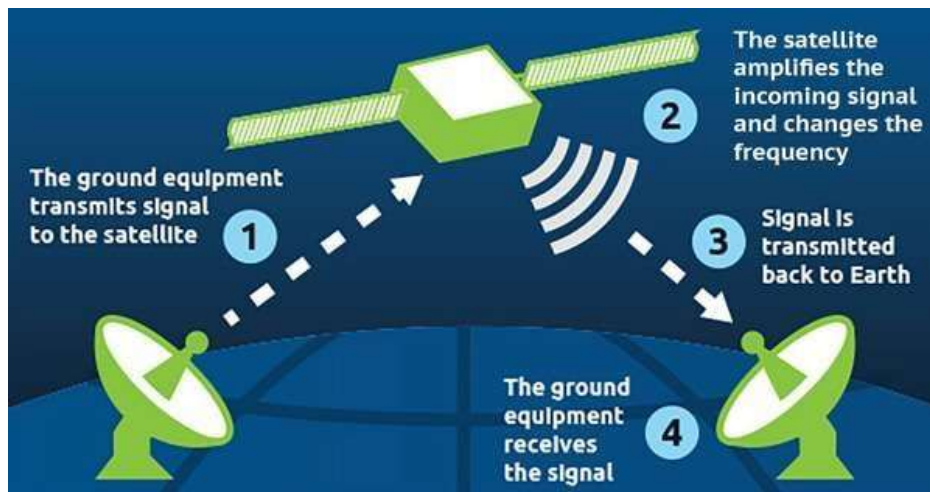 The ground equipment
transmits signal
to the satellite
1
2
The satellite
amplifies the
incoming signal
and changes the
frequency
3
Signal is
transmitted
back to Earth
The ground
equipment
receives
the signal
4